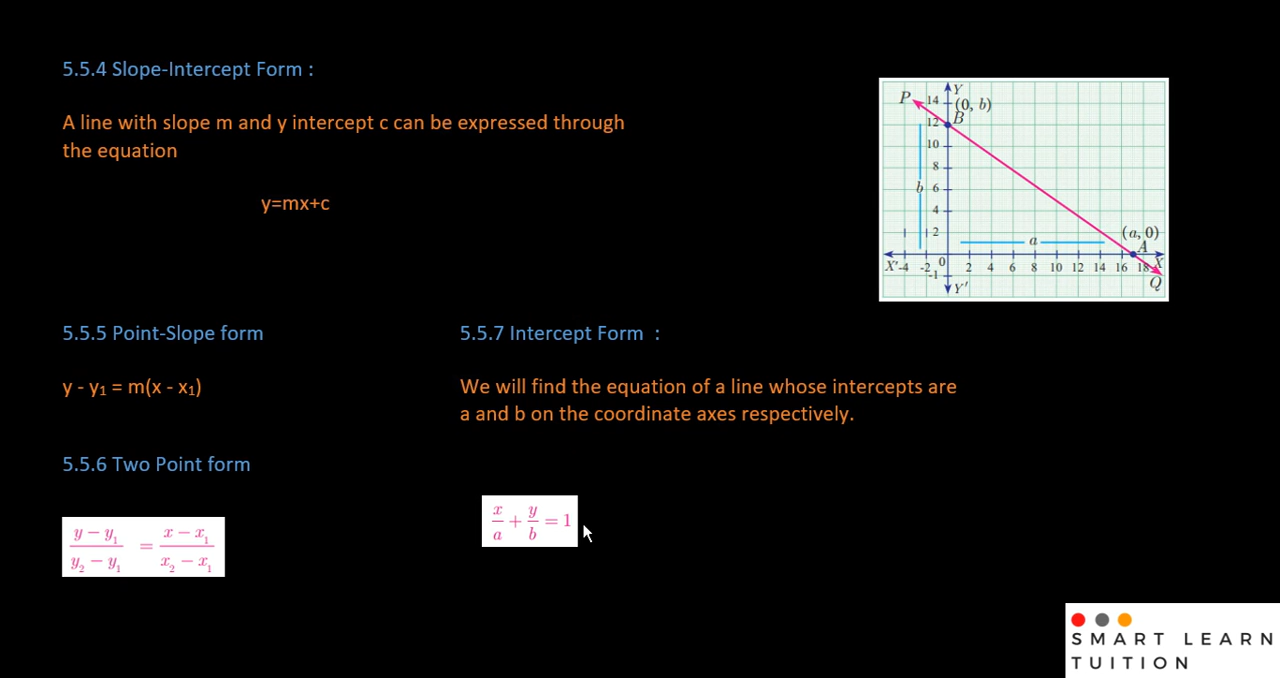 5.5.4 Slope-Intercept Form :
A line with slope m and y intercept c can be expressed through
the equation
y=mx+c
P
14
Y
(0, b)
12
B
10
8
b
6
4
2
a
(a, 0)
A
X' -4 -2 0 2 4 6 8 10 12 14 16 18 X
-1
Y'
Q
5.5.5 Point-Slope form
y - y₁ = m(x - x₁)
5.5.6 Two Point form
y − y₁ / y₂ − y₁ = x − x₁ / x₂ − x₁
5.5.7 Intercept Form :
We will find the equation of a line whose intercepts are
a and b on the coordinate axes respectively.
x/a + y/b = 1
SMART LEARN
TUITION